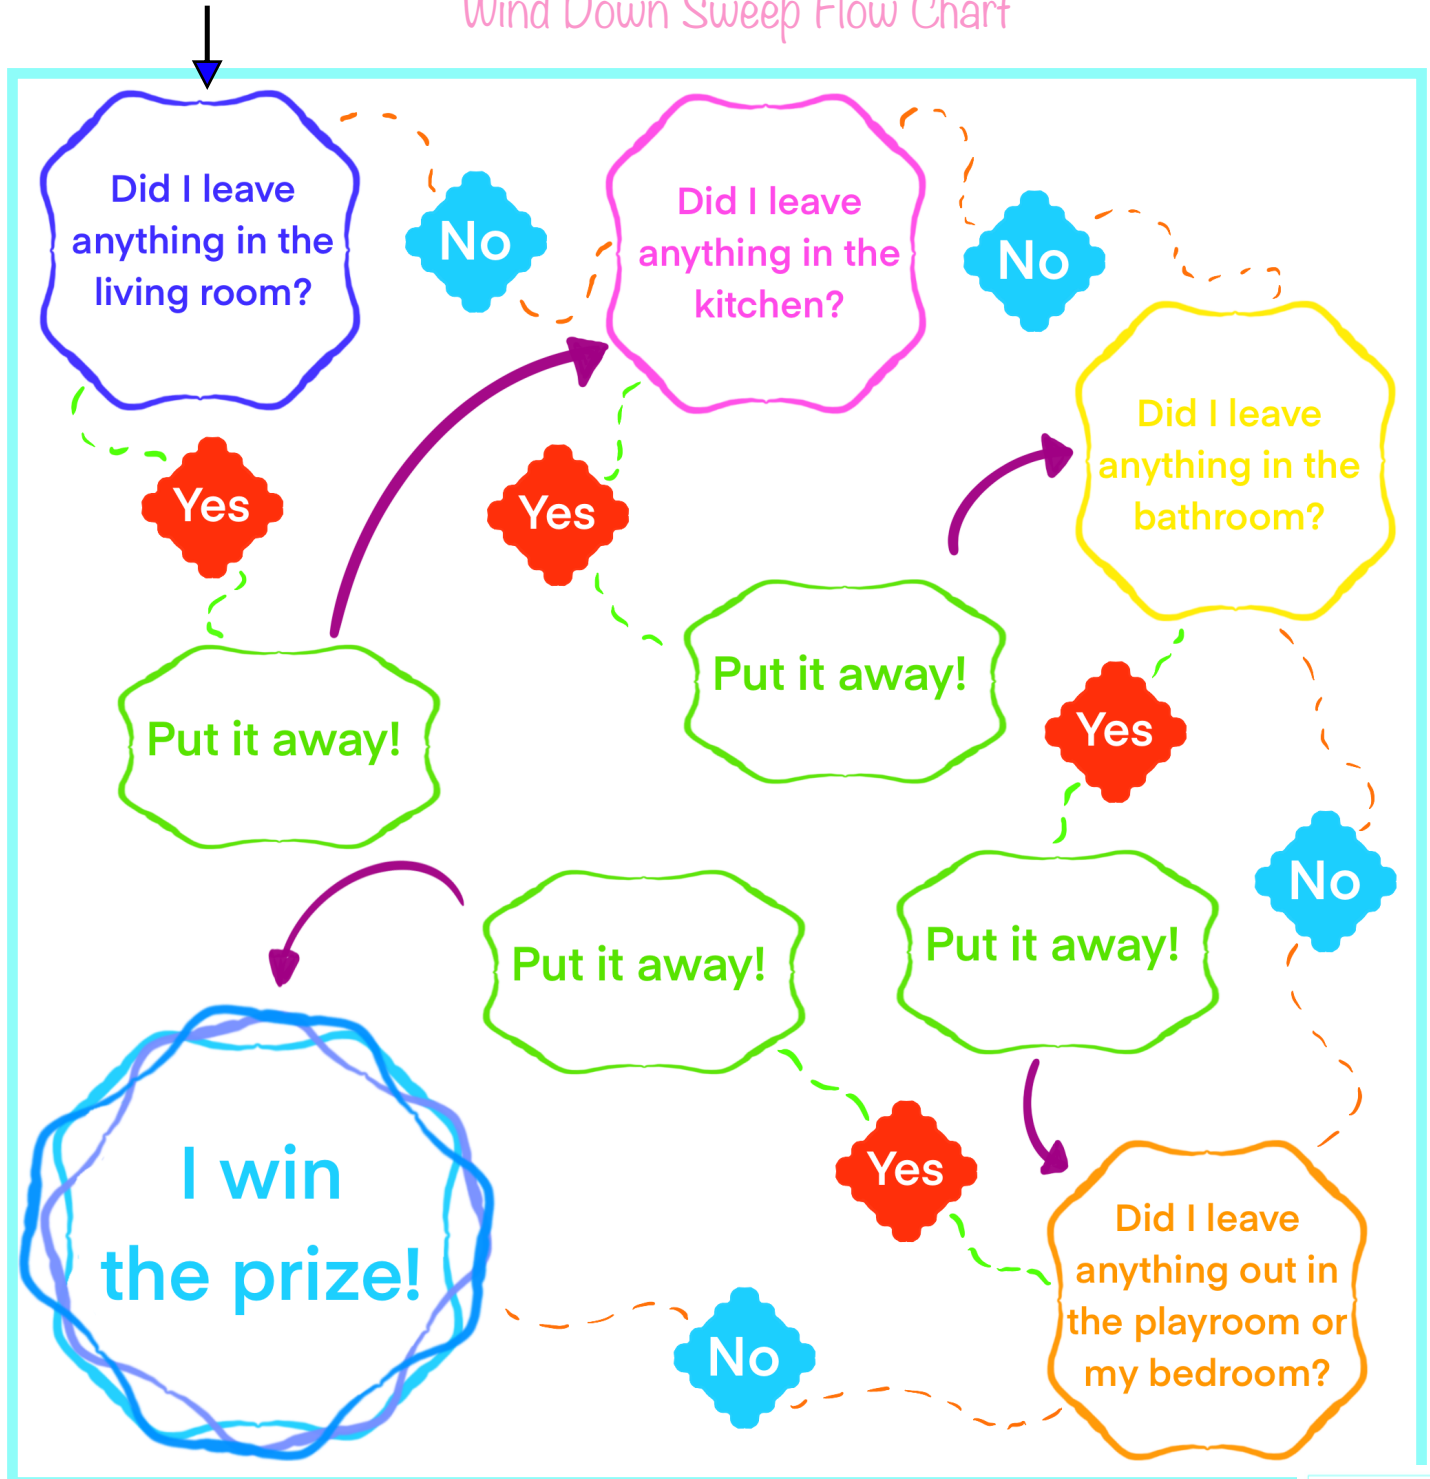 Wind Down Sweep Flow Chart
Did I leave
anything in the
living room?
No
Did I leave
anything in the
kitchen?
No
Did I leave
anything in the
bathroom?
Yes
Yes
Put it away!
Put it away!
Yes
No
Put it away!
Put it away!
Yes
Did I leave
anything out in
the playroom or
my bedroom?
No
I win
the prize!